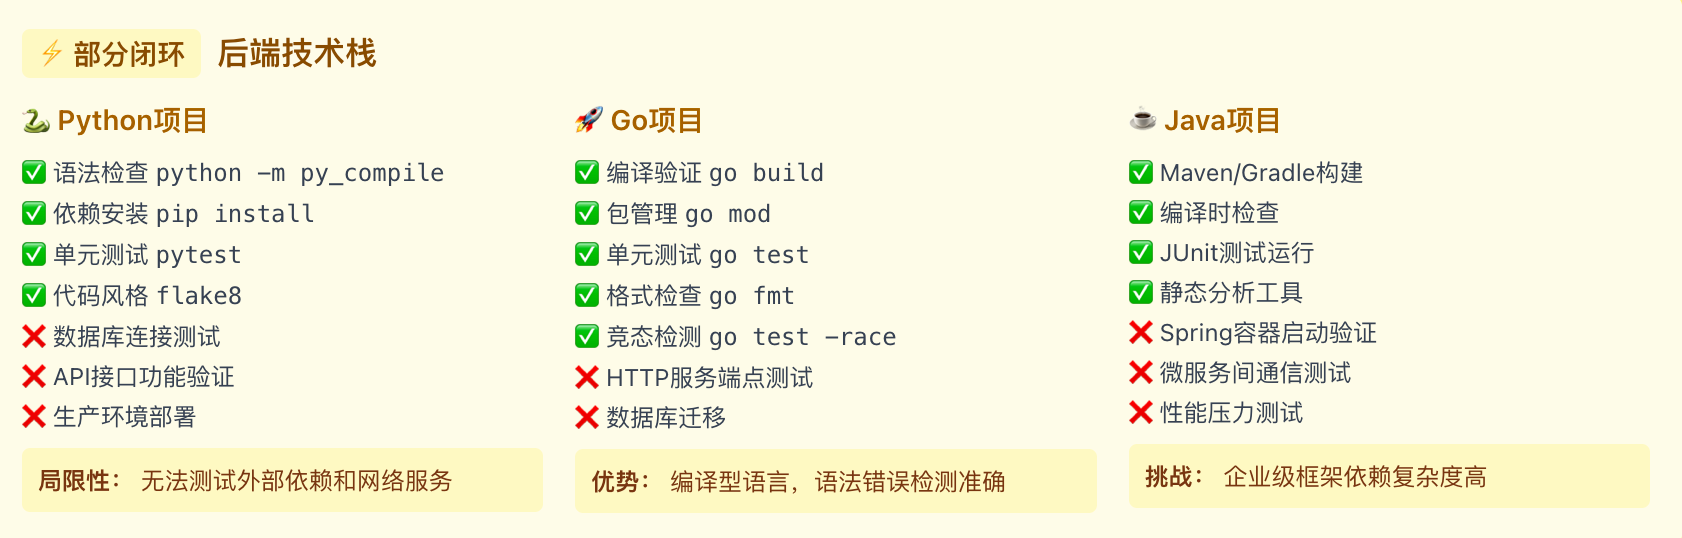 ⚡ 部分闭环 后端技术栈
🐍 Python项目
✅ 语法检查 python -m py_compile
✅ 依赖安装 pip install
✅ 单元测试 pytest
✅ 代码风格 flake8
❌ 数据库连接测试
❌ API接口功能验证
❌ 生产环境部署
局限性： 无法测试外部依赖和网络服务
🚀 Go项目
✅ 编译验证 go build
✅ 包管理 go mod
✅ 单元测试 go test
✅ 格式检查 go fmt
✅ 竞态检测 go test -race
❌ HTTP服务端点测试
❌ 数据库迁移
优势： 编译型语言，语法错误检测准确
☕ Java项目
✅ Maven/Gradle构建
✅ 编译时检查
✅ JUnit测试运行
✅ 静态分析工具
❌ Spring容器启动验证
❌ 微服务间通信测试
❌ 性能压力测试
挑战： 企业级框架依赖复杂度高